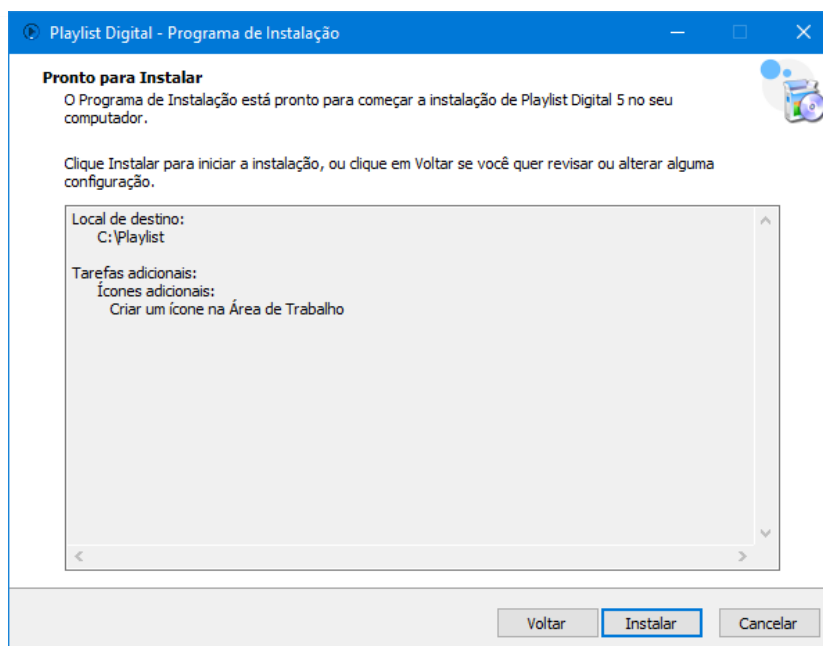 Playlist Digital - Programa de Instalação
Pronto para Instalar
O Programa de Instalação está pronto para começar a instalação de Playlist Digital 5 no seu
computador.
Clique Instalar para iniciar a instalação, ou clique em Voltar se você quer revisar ou alterar alguma
configuração.
Local de destino:
C:\Playlist
Tarefas adicionais:
Ícones adicionais:
Criar um ícone na Área de Trabalho
Voltar
Instalar
Cancelar